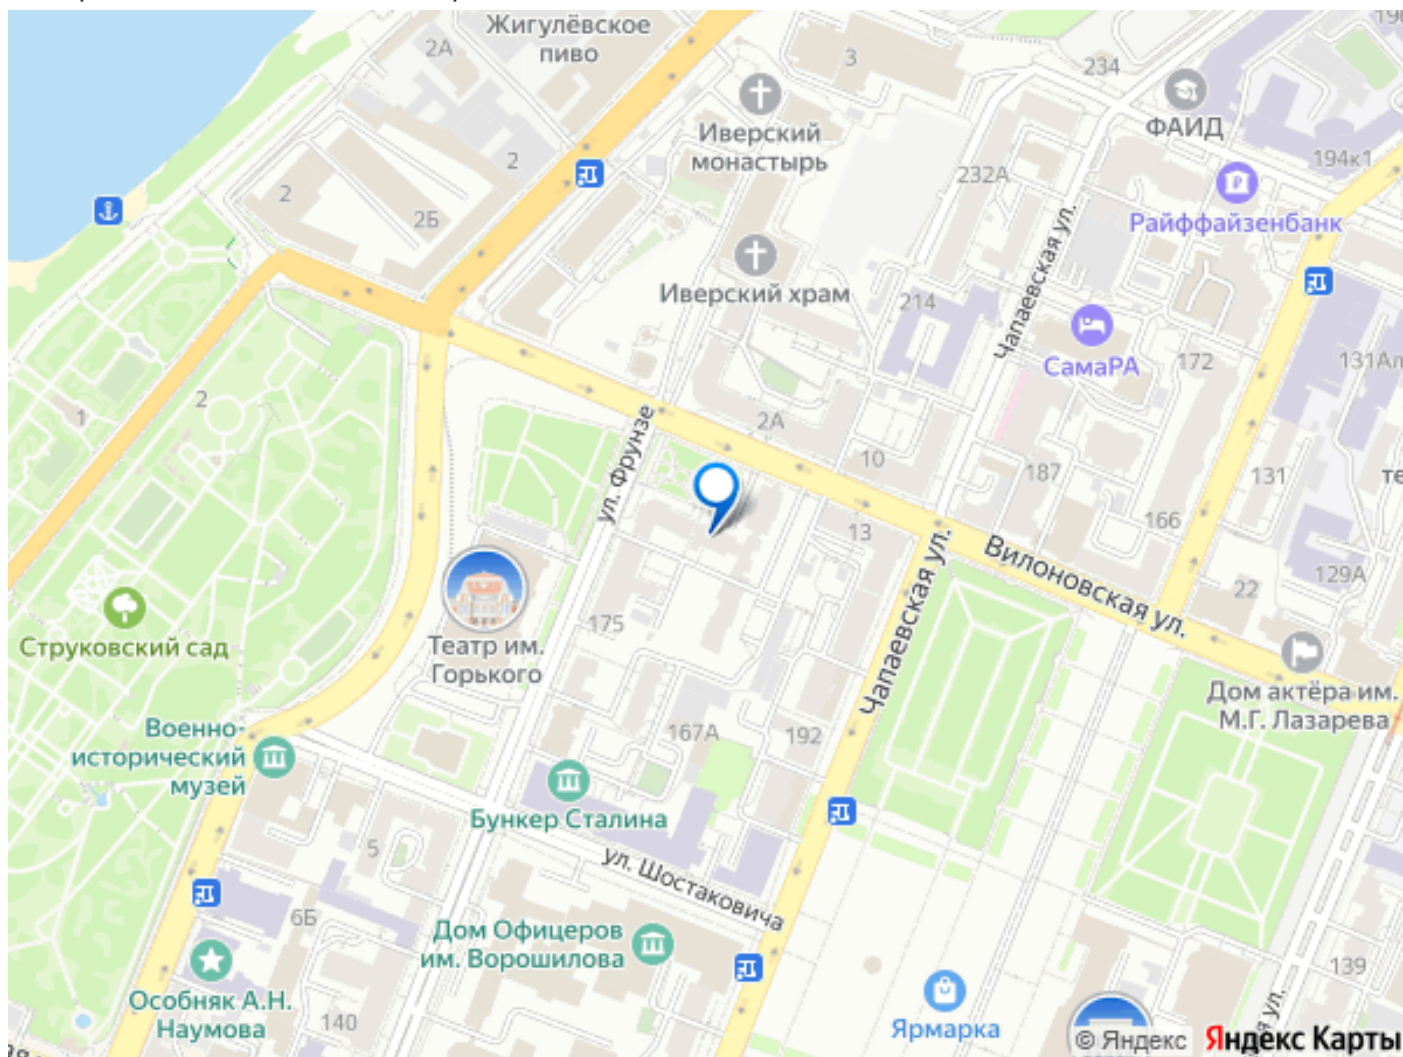 Жигулёвское
пиво
2А
3
234
ФАИД
194к1
Иверский
монастырь
2
232А
Райффайзенбанк
2
2Б
Иверский храм
214
Чапаевская ул.
СамаРА
172
131Ал
1
2
2А
ул. Фрунзе
10
187
131
те
166
13
Вилоновская ул.
129А
22
Струковский сад
175
Театр им.
Горького
Чапаевская ул.
Дом актёра им.
М.Г. Лазарева
Военно-
исторический
музей
167А
192
Бункер Сталина
5
ул. Шостаковича
6Б
Дом Офицеров
им. Ворошилова
139
Особняк А.Н.
Наумова
140
Ярмарка
© Яндекс Яндекс Карты